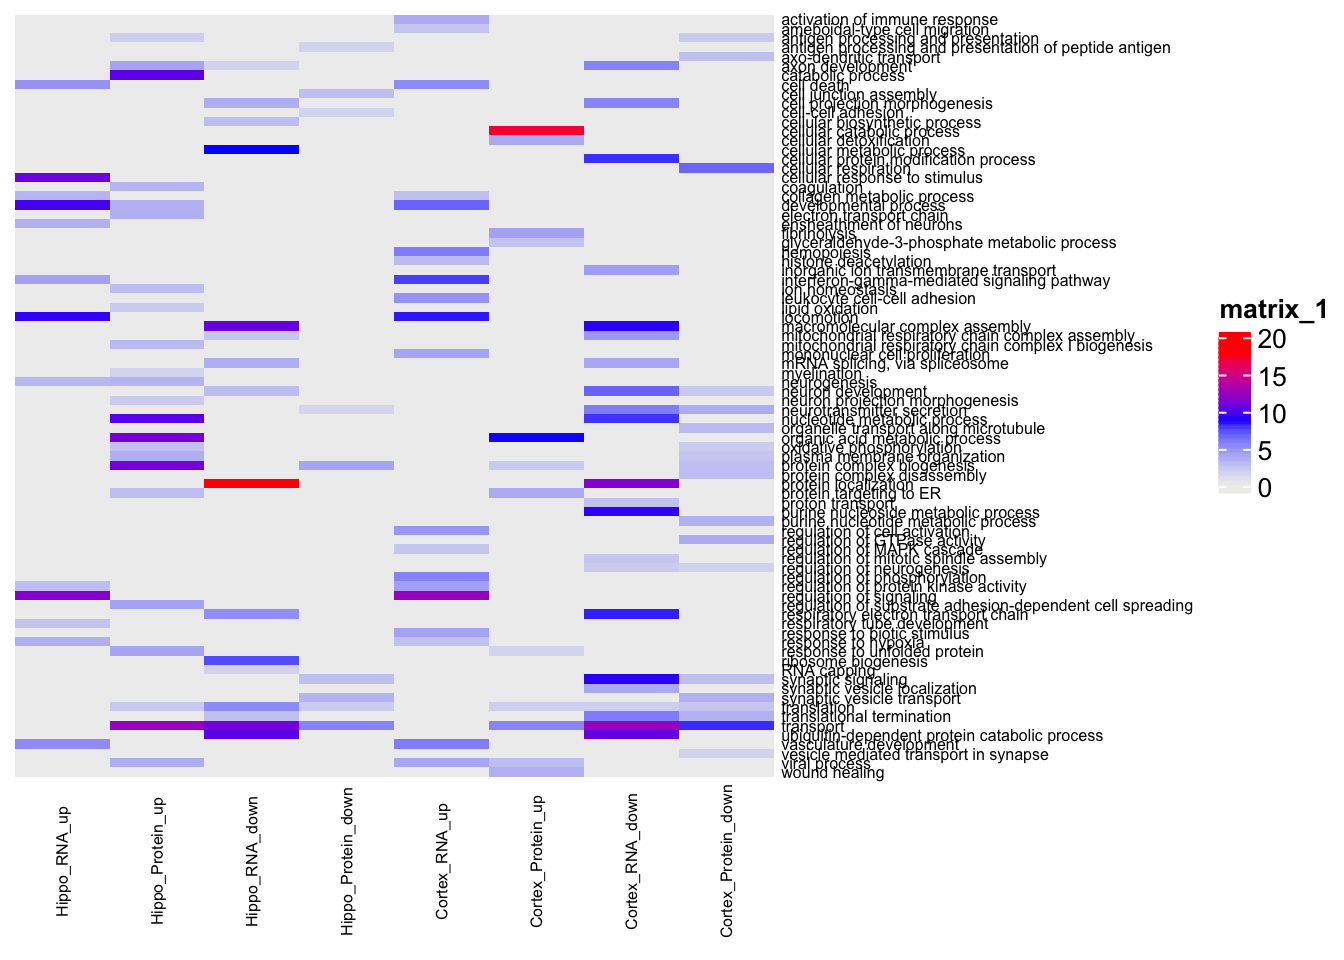 activation of immune response
ameboidal-type cell migration
antigen processing and presentation
antigen processing and presentation of peptide antigen
axo-dendritic transport
axon development
catabolic process
cell death
cell junction assembly
cell projection morphogenesis
cell-cell adhesion
cellular biosynthetic process
cellular catabolic process
cellular detoxification
cellular metabolic process
cellular protein modification process
cellular respiration
cellular response to stimulus
coagulation
collagen metabolic process
developmental process
electron transport chain
ensheathment of neurons
fibrinolysis
glyceraldehyde-3-phosphate metabolic process
hemopoiesis
histone deacetylation
inorganic ion transmembrane transport
interferon-gamma-mediated signaling pathway
ion homeostasis
leukocyte cell-cell adhesion
lipid oxidation
locomotion
macromolecular complex assembly
mitochondrial respiratory chain complex assembly
mitochondrial respiratory chain complex I biogenesis
mononuclear cell proliferation
mRNA splicing, via spliceosome
myelination
neurogenesis
neuron development
neuron projection morphogenesis
neurotransmitter secretion
nucleotide metabolic process
organelle transport along microtubule
organic acid metabolic process
oxidative phosphorylation
plasma membrane organization
protein complex biogenesis
protein complex disassembly
protein localization
protein targeting to ER
proton transport
purine nucleoside metabolic process
purine nucleotide metabolic process
regulation of cell activation
regulation of GTPase activity
regulation of MAPK cascade
regulation of mitotic spindle assembly
regulation of neurogenesis
regulation of phosphorylation
regulation of protein kinase activity
regulation of signaling
regulation of substrate adhesion-dependent cell spreading
respiratory electron transport chain
respiratory tube development
response to biotic stimulus
response to hypoxia
response to unfolded protein
ribosome biogenesis
RNA capping
synaptic signaling
synaptic vesicle localization
synaptic vesicle transport
translation
translational termination
transport
ubiquitin-dependent protein catabolic process
vasculature development
vesicle mediated transport in synapse
viral process
wound healing
matrix_1
20
15
10
5
0
Hippo_RNA_up
Hippo_Protein_up
Hippo_RNA_down
Hippo_Protein_down
Cortex_RNA_up
Cortex_Protein_up
Cortex_RNA_down
Cortex_Protein_down